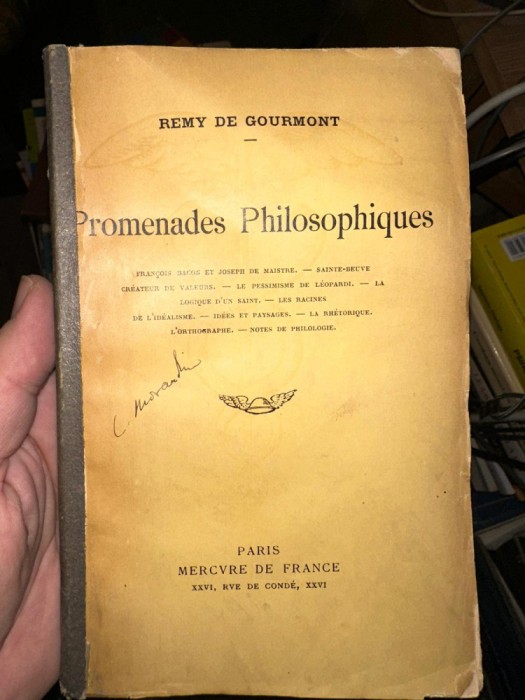 REMY DE GOURMONT
Promenades Philosophiques
FRANÇOIS BACON ET JOSEPH DE MAISTRE. — SAINTE-BEUVE
CRÉATEUR DE VALEURS. — LE PESSIMISME DE LÉOPARDI. — LA
LOGIQUE D'UN SAINT. — LES RACINES
DE L'IDÉALISME. — IDÉES ET PAYSAGES. — LA RHÉTORIQUE.
L'ORTHOGRAPHE. — NOTES DE PHILOLOGIE.
PARIS
MERCVRE DE FRANCE
XXVI, RVE DE CONDÉ, XXVI